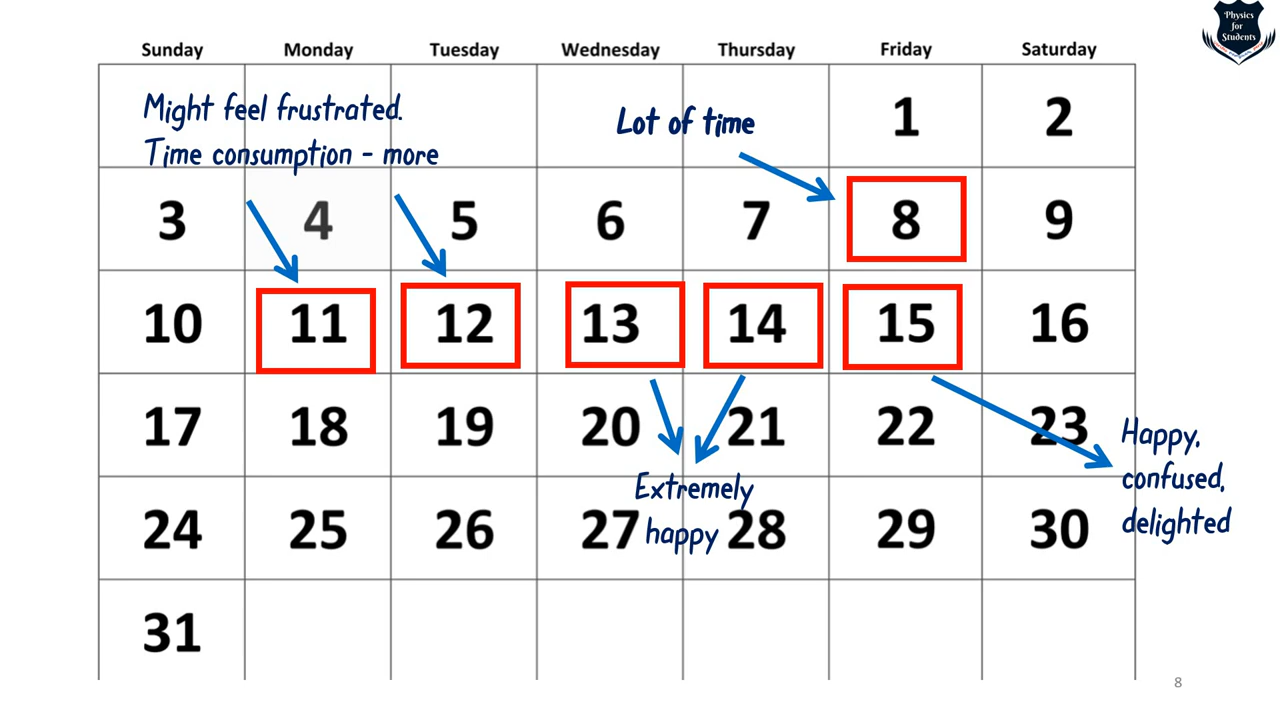 Physics
for
Students
Sunday Monday Tuesday Wednesday Thursday Friday Saturday
Might feel frustrated.
Time consumption - more
Lot of time
1 2
3 4 5 6 7 8 9
10 11 12 13 14 15 16
17 18 19 20 21 22 23
Happy,
confused,
delighted
Extremely
happy
24 25 26 27 28 29 30
31
8